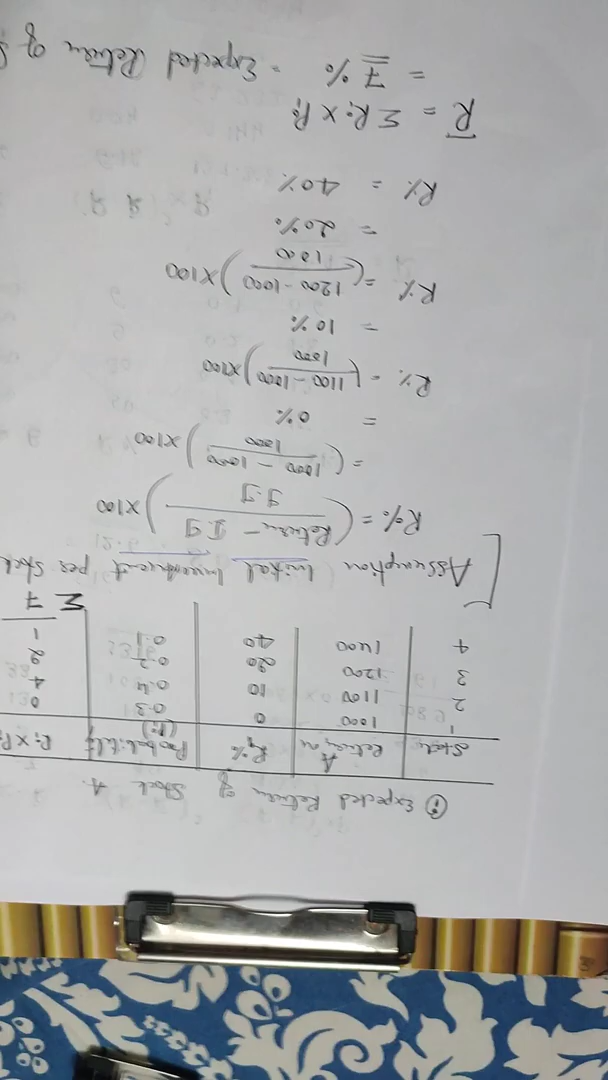 ① Expected Return of Stock A.
State A Return R% Probability (Pi) Ri X Pi
1 1000 0 0.3 0
2 1100 10 0.4 4
3 1200 20 0.2
4 1400 40 0.1
Σ 7
[Assumption Initial Investment per Stock
R% = (Return - I.I / I.I) X100
= (1000 - 1000 / 1000) X100
= 0%
R% = (1100 - 1000 / 1000) X100
= 10%
R% = (1200 - 1000 / 1000) X100
= 20%
R% = 40%
R̅ = Σ Ri X Pi
= 7% = Expected Return of